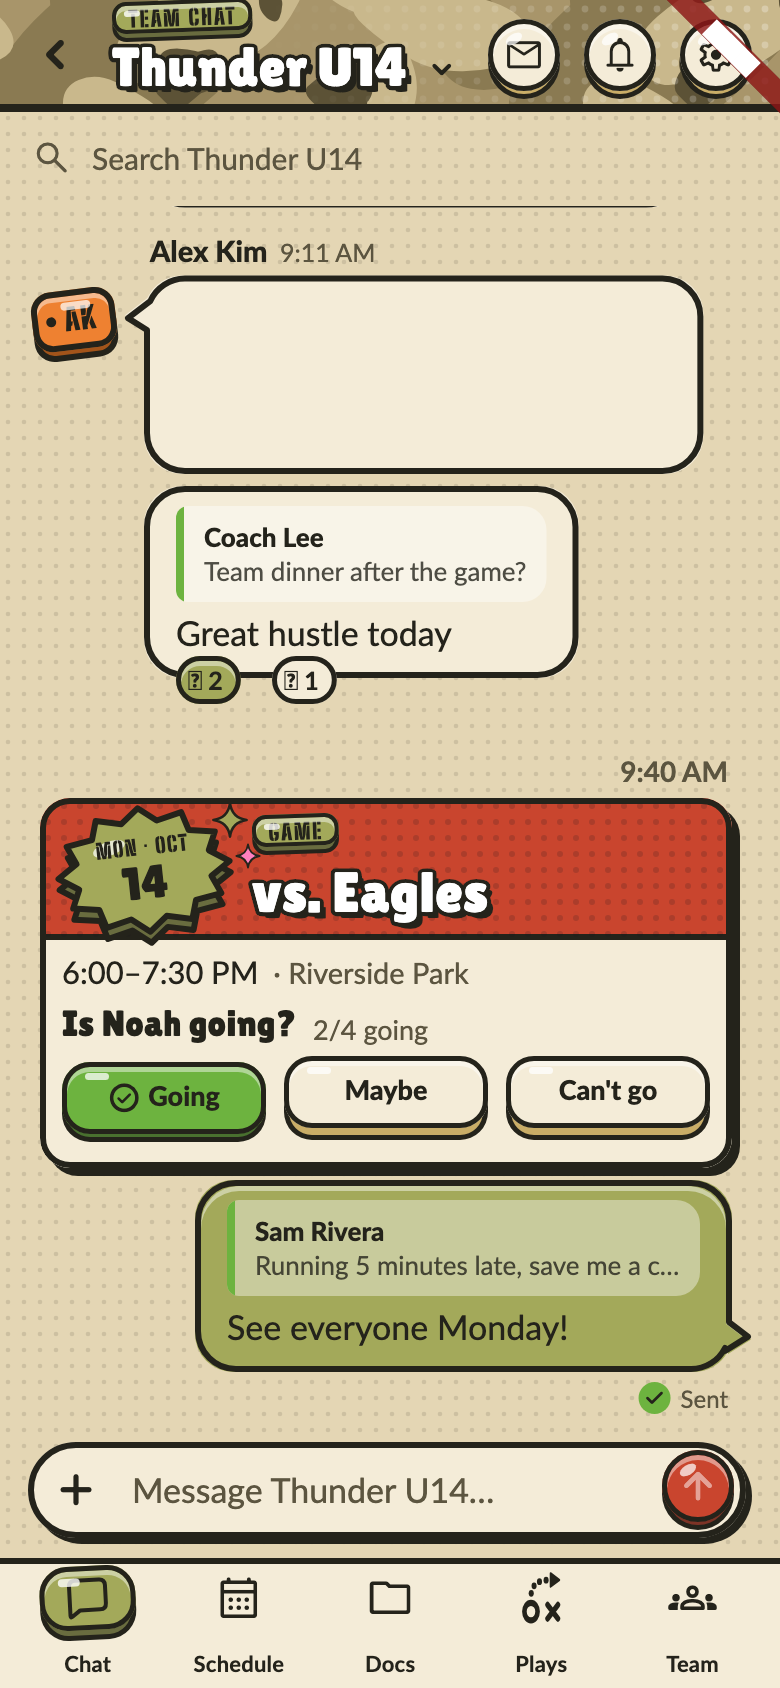 TEAM CHAT
Thunder U14
Search Thunder U14
Alex Kim 9:11 AM
AK
Coach Lee
Team dinner after the game?
Great hustle today
2
1
9:40 AM
MON · OCT
14
GAME
vs. Eagles
6:00–7:30 PM · Riverside Park
Is Noah going? 2/4 going
Going
Maybe
Can't go
Sam Rivera
Running 5 minutes late, save me a c...
See everyone Monday!
Sent
Message Thunder U14...
Chat
Schedule
Docs
Plays
Team